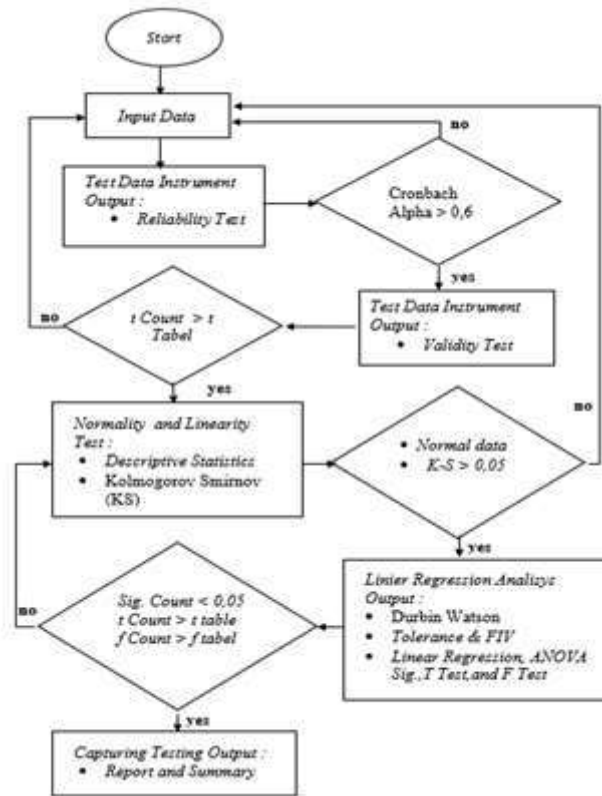 Start
Input Data
no
Test Data Instrument
Output :
• Reliability Test
Cronbach
Alpha > 0,6
yes
no
t Count > t
Tabel
Test Data Instrument
Output :
• Validity Test
yes
no
Normality and Linearity
Test :
• Descriptive Statistics
• Kolmogorov Smirnov
(KS)
• Normal data
• K-S > 0,05
yes
no
Sig. Count < 0,05
t Count > t table
f Count > f tabel
Linier Regression Analisys
Output :
• Durbin Watson
• Tolerance & FIV
• Linear Regression, ANOVA
Sig.,T Test,and F Test
yes
Capturing Testing Output :
• Report and Summary